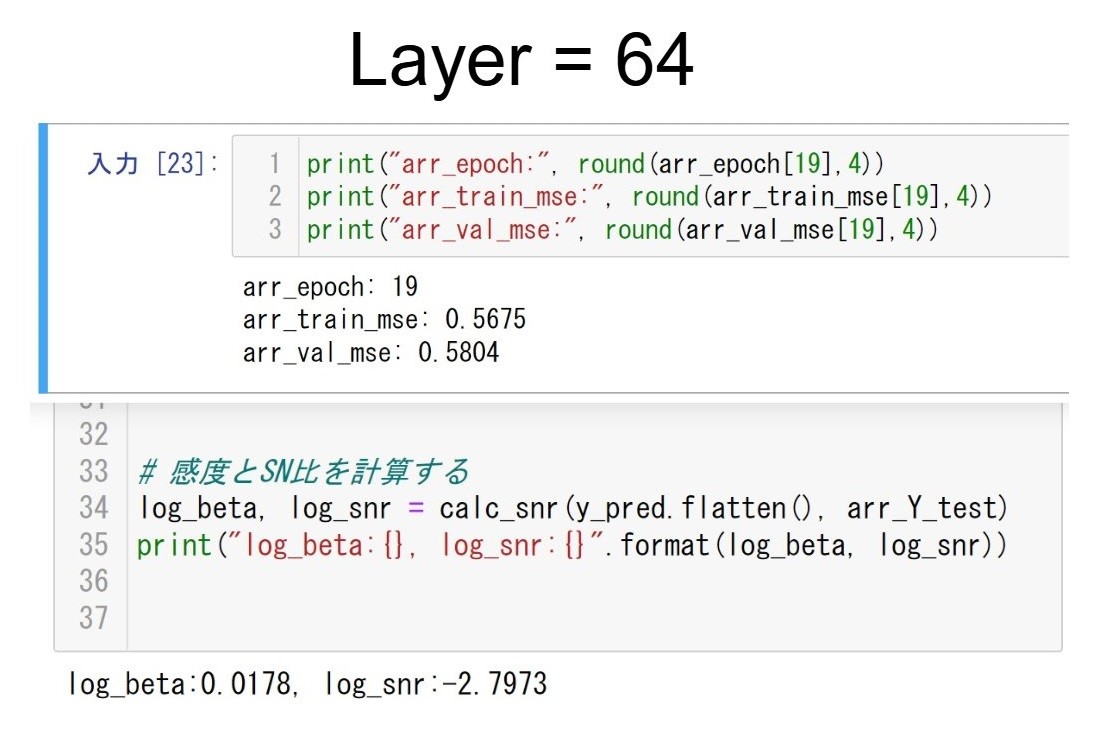 Layer = 64
入力 [23]:
1 print("arr_epoch:", round(arr_epoch[19],4))
2 print("arr_train_mse:", round(arr_train_mse[19],4))
3 print("arr_val_mse:", round(arr_val_mse[19],4))
arr_epoch: 19
arr_train_mse: 0.5675
arr_val_mse: 0.5804
32
33 # 感度とSN比を計算する
34 log_beta, log_snr = calc_snr(y_pred.flatten(), arr_Y_test)
35 print("log_beta:{}, log_snr:{}".format(log_beta, log_snr))
36
37
log_beta:0.0178, log_snr:-2.7973